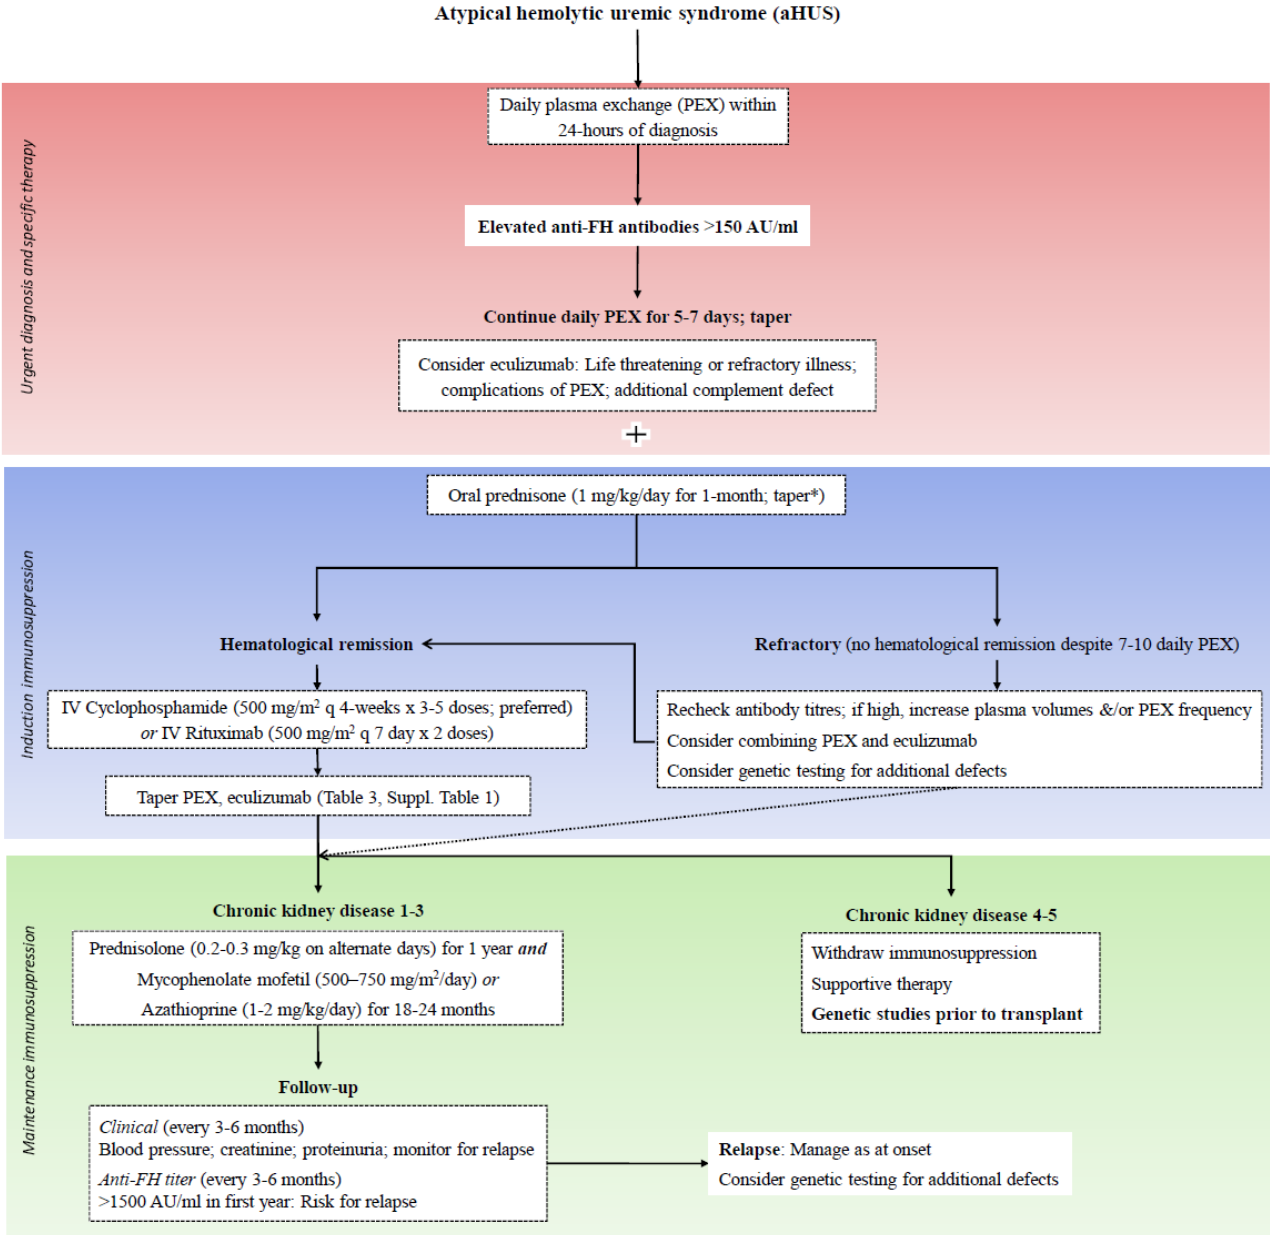 Atypical hemolytic uremic syndrome (aHUS)
Urgent diagnosis and specific therapy
Daily plasma exchange (PEX) within
24-hours of diagnosis
Elevated anti-FH antibodies >150 AU/ml
Continue daily PEX for 5-7 days; taper
Consider eculizumab: Life threatening or refractory illness;
complications of PEX; additional complement defect
+
Induction immunosuppression
Oral prednisone (1 mg/kg/day for 1-month; taper*)
Hematological remission
IV Cyclophosphamide (500 mg/m² q 4-weeks x 3-5 doses; preferred)
or IV Rituximab (500 mg/m² q 7 day x 2 doses)
Taper PEX, eculizumab (Table 3, Suppl. Table 1)
Refractory (no hematological remission despite 7-10 daily PEX)
Recheck antibody titres; if high, increase plasma volumes &/or PEX frequency
Consider combining PEX and eculizumab
Consider genetic testing for additional defects
Maintenance immunosuppression
Chronic kidney disease 1-3
Prednisolone (0.2-0.3 mg/kg on alternate days) for 1 year and
Mycophenolate mofetil (500–750 mg/m²/day) or
Azathioprine (1-2 mg/kg/day) for 18-24 months
Chronic kidney disease 4-5
Withdraw immunosuppression
Supportive therapy
Genetic studies prior to transplant
Follow-up
Clinical (every 3-6 months)
Blood pressure; creatinine; proteinuria; monitor for relapse
Anti-FH titer (every 3-6 months)
>1500 AU/ml in first year: Risk for relapse
Relapse: Manage as at onset
Consider genetic testing for additional defects